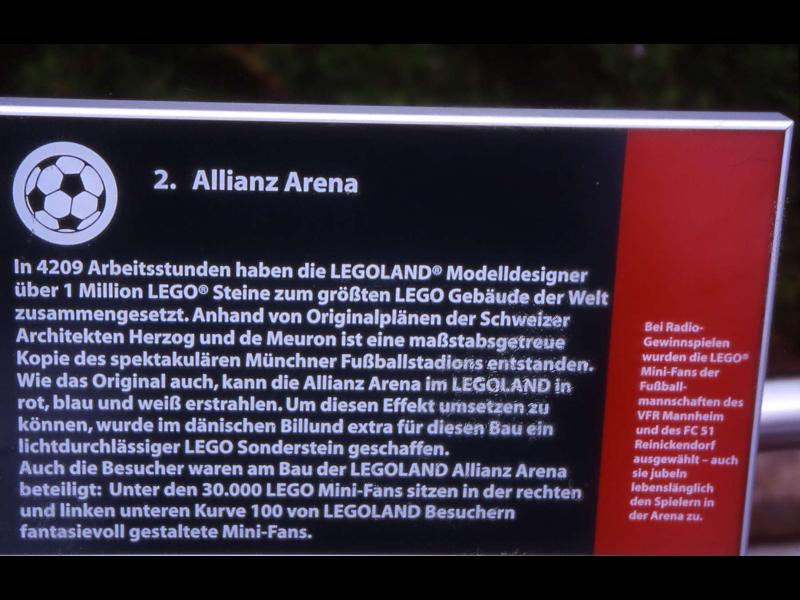 2. Allianz Arena
In 4209 Arbeitsstunden haben die LEGOLAND® Modelldesigner
über 1 Million LEGO® Steine zum größten LEGO Gebäude der Welt
zusammengesetzt. Anhand von Originalplänen der Schweizer
Architekten Herzog und de Meuron ist eine maßstabsgetreue
Kopie des spektakulären Münchner Fußballstadions entstanden.
Wie das Original auch, kann die Allianz Arena im LEGOLAND in
rot, blau und weiß erstrahlen. Um diesen Effekt umsetzen zu
können, wurde im dänischen Billund extra für diesen Bau ein
lichtdurchlässiger LEGO Sonderstein geschaffen.
Auch die Besucher waren am Bau der LEGOLAND Allianz Arena
beteiligt: Unter den 30.000 LEGO Mini-Fans sitzen in der rechten
und linken unteren Kurve 100 von LEGOLAND Besuchern
fantasievoll gestaltete Mini-Fans.
Bei Radio-
Gewinnspielen
wurden die LEGO®
Mini-Fans der
Fußball-
mannschaften des
VFR Mannheim
und des FC 51
Reinickendorf
ausgewählt – auch
sie jubeln
lebenslänglich
den Spielern in
der Arena zu.